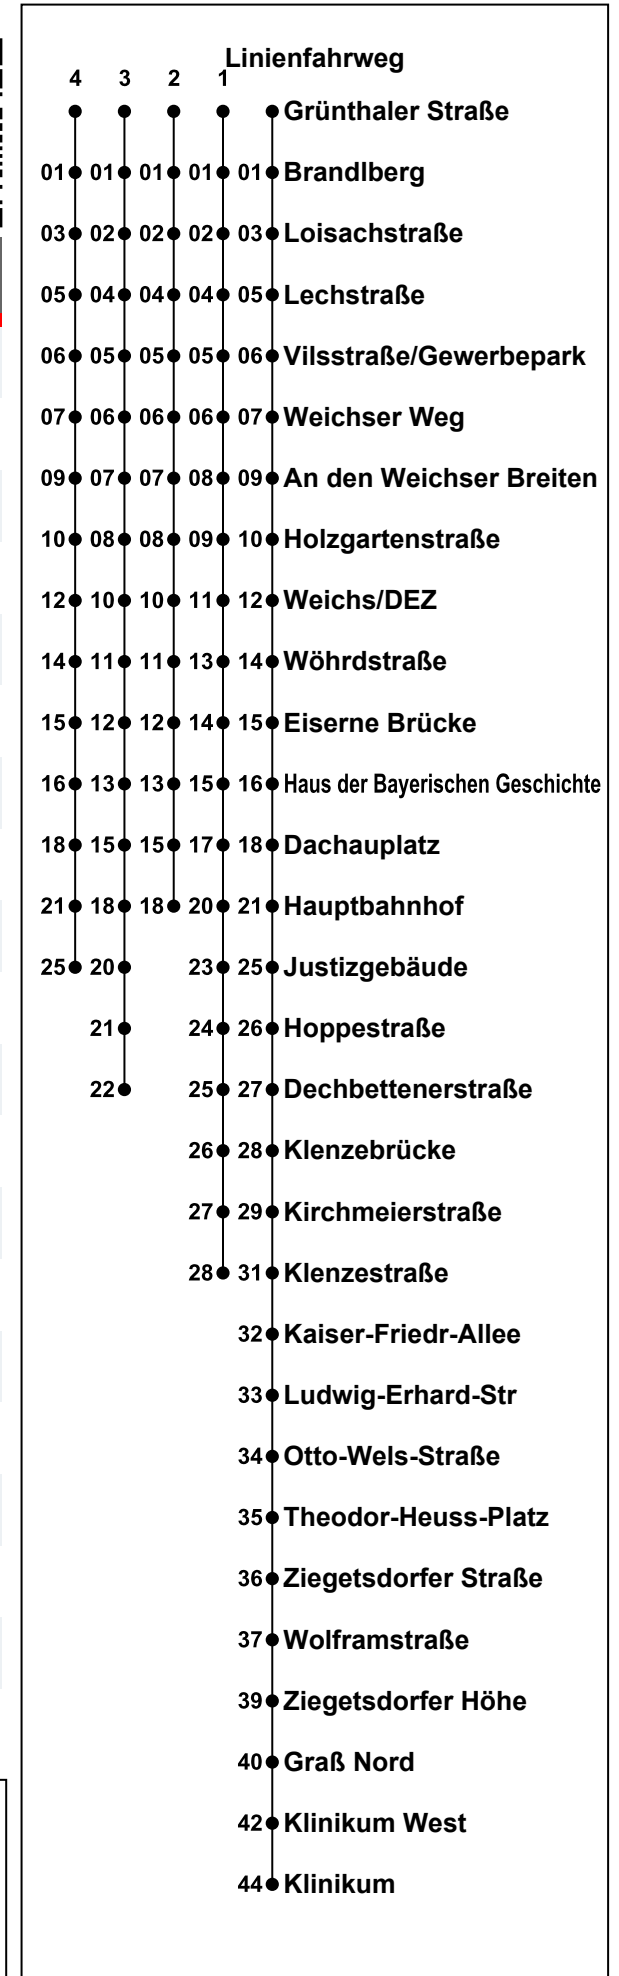 Linienfahrweg
4 3 2 1
Grünthaler Straße
01 01 01 01 01 Brandlberg
03 02 02 02 03 Loisachstraße
05 04 04 04 05 Lechstraße
06 05 05 05 06 Vilsstraße/Gewerbepark
07 06 06 06 07 Weichser Weg
09 07 07 08 09 An den Weichser Breiten
10 08 08 09 10 Holzgartenstraße
12 10 10 11 12 Weichs/DEZ
14 11 11 13 14 Wöhrdstraße
15 12 12 14 15 Eiserne Brücke
16 13 13 15 16 Haus der Bayerischen Geschichte
18 15 15 17 18 Dachauplatz
21 18 18 20 21 Hauptbahnhof
25 20 23 25 Justizgebäude
21 24 26 Hoppestraße
22 25 27 Dechbettenerstraße
26 28 Klenzebrücke
27 29 Kirchmeierstraße
28 31 Klenzestraße
32 Kaiser-Friedr-Allee
33 Ludwig-Erhard-Str
34 Otto-Wels-Straße
35 Theodor-Heuss-Platz
36 Ziegetsdorfer Straße
37 Wolframstraße
39 Ziegetsdorfer Höhe
40 Graß Nord
42 Klinikum West
44 Klinikum